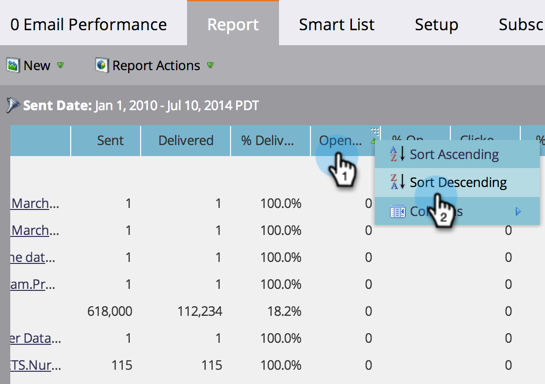 0 Email Performance Report Smart List Setup Subsc
New Report Actions
Sent Date: Jan 1, 2010 - Jul 10, 2014 PDT
Sent Delivered % Deliv... Open... % Op... Clicke... %
1
A Z Sort Ascending
Z A Sort Descending
2
March... 1 1 100.0% 0 0
March... 1 1 100.0% 0 0
ne dat... 1 1 100.0% 0 0
am.Pr... 1 1 100.0% 0 0
618,000 112,234 18.2% 0 0
er Data... 1 1 100.0% 0 0
TS.Nur... 115 115 100.0% 0 0